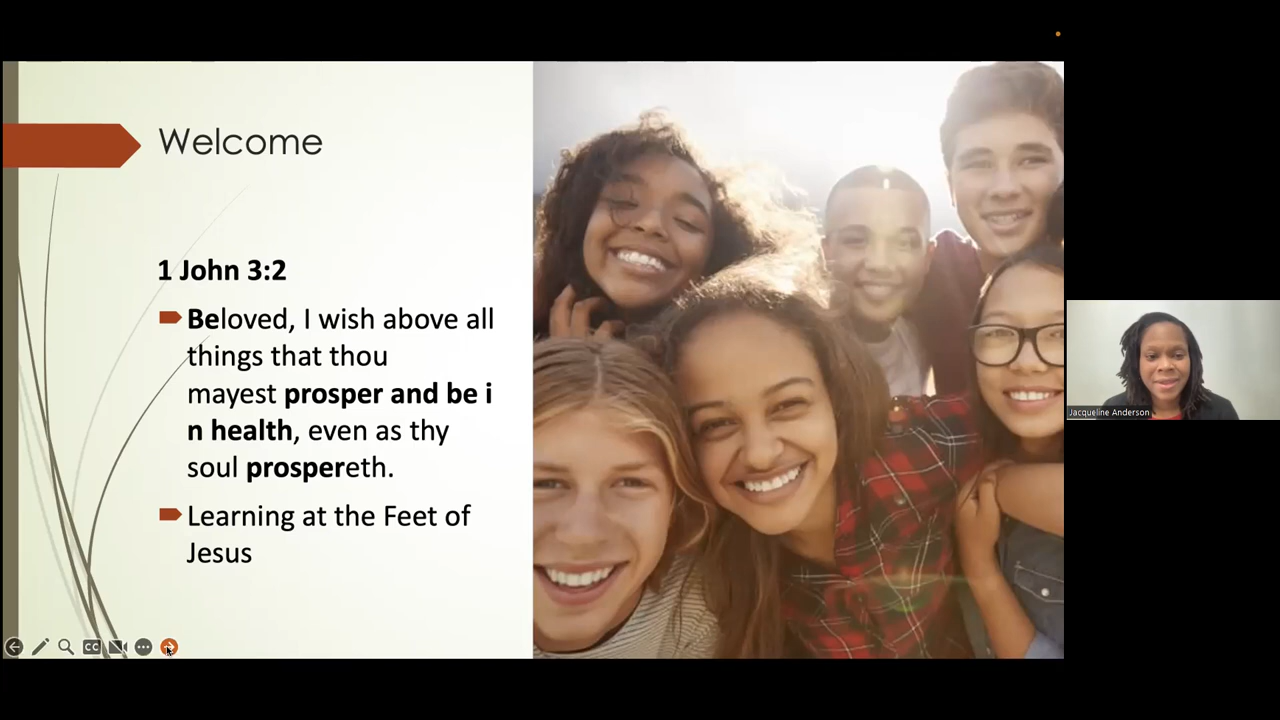 Welcome
1 John 3:2
Beloved, I wish above all
things that thou
mayest prosper and be i
n health, even as thy
soul prospereth.
Learning at the Feet of
Jesus
CC
Jacqueline Anderson